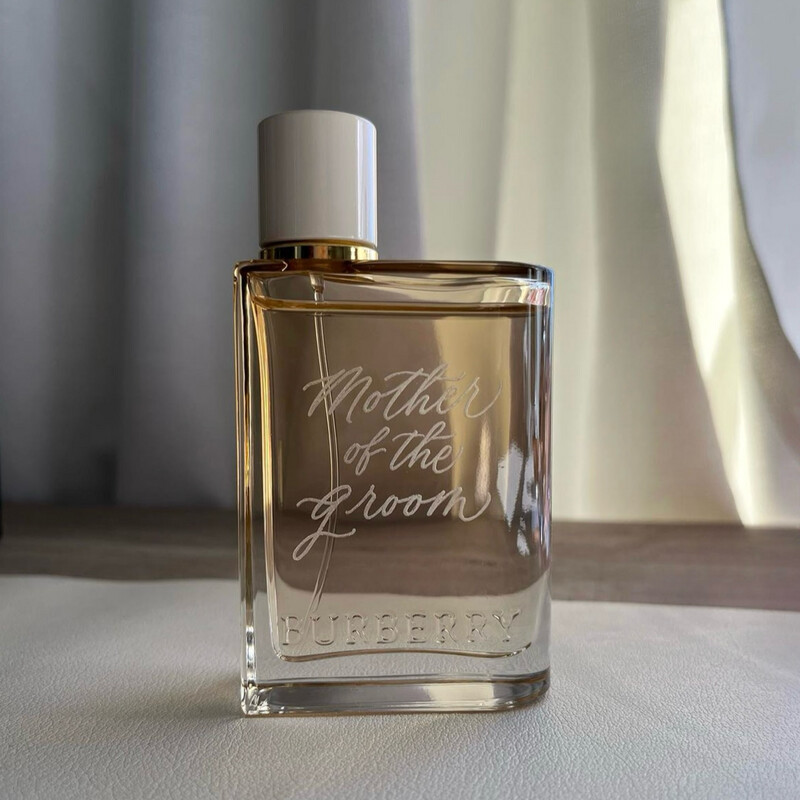 Mother
of the
groom
BURBERRY